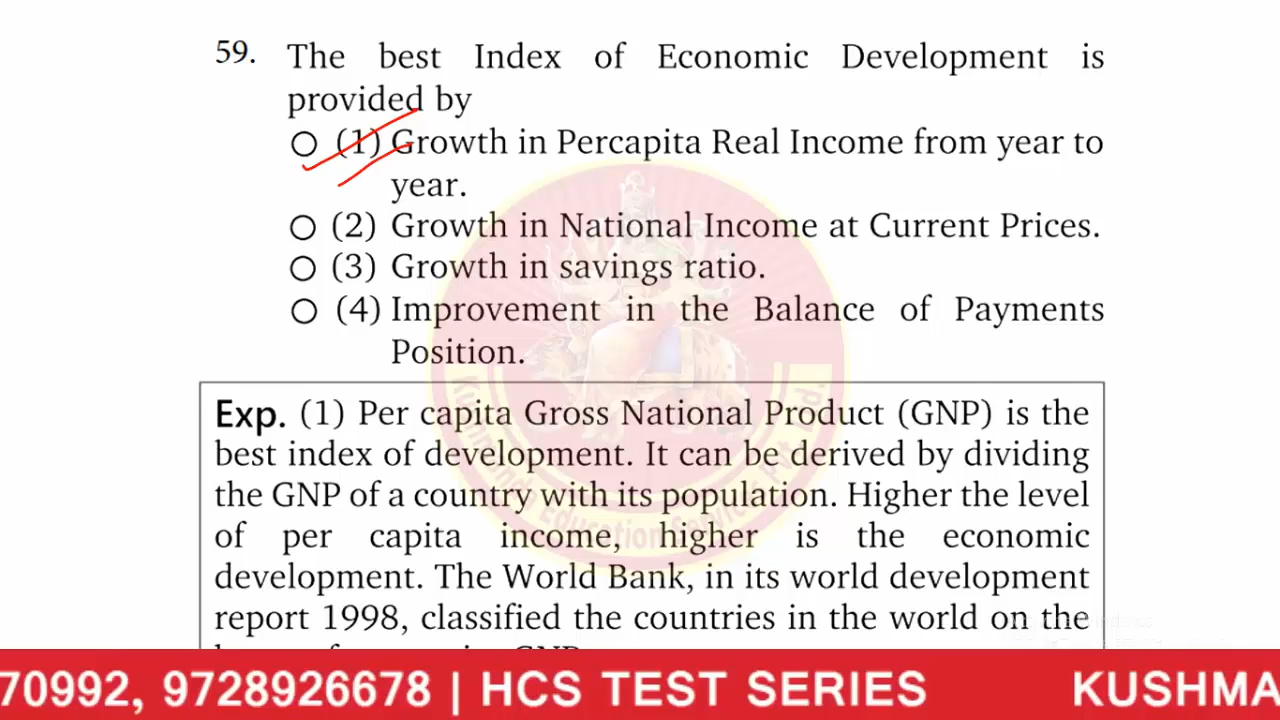 59. The best Index of Economic Development is
provided by
(1) Growth in Percapita Real Income from year to
year.
(2) Growth in National Income at Current Prices.
(3) Growth in savings ratio.
(4) Improvement in the Balance of Payments
Position.
Exp. (1) Per capita Gross National Product (GNP) is the
best index of development. It can be derived by dividing
the GNP of a country with its population. Higher the level
of per capita income, higher is the economic
development. The World Bank, in its world development
report 1998, classified the countries in the world on the
70992, 9728926678 | HCS TEST SERIES KUSHMA